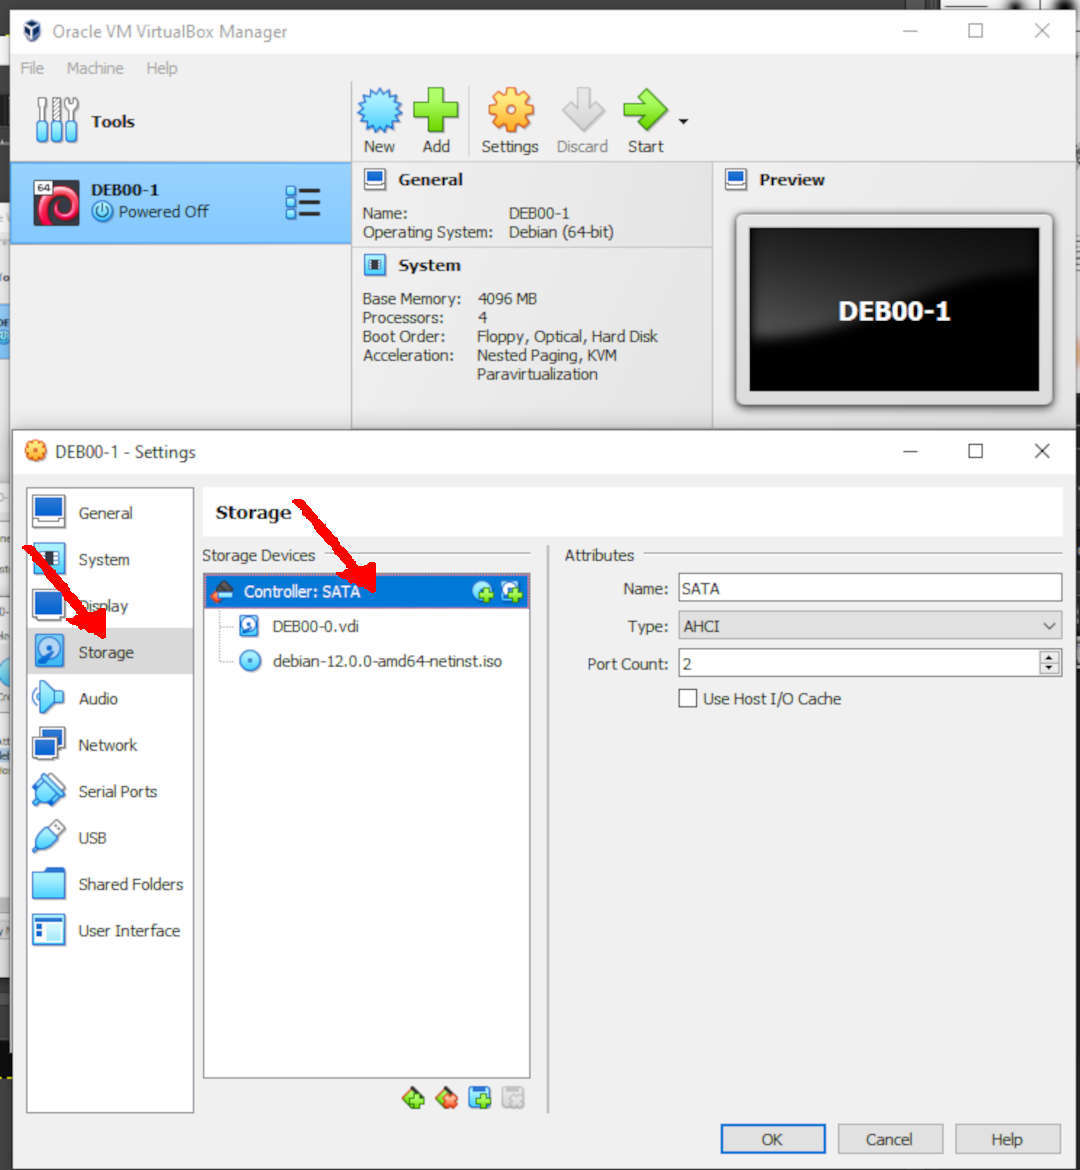 Oracle VM VirtualBox Manager
File Machine Help
Tools
New Add Settings Discard Start
64
DEB00-1
Powered Off
General
Name: DEB00-1
Operating System: Debian (64-bit)
System
Base Memory: 4096 MB
Processors: 4
Boot Order: Floppy, Optical, Hard Disk
Acceleration: Nested Paging, KVM
Paravirtualization
Preview
DEB00-1
DEB00-1 - Settings
General
System
Display
Storage
Audio
Network
Serial Ports
USB
Shared Folders
User Interface
Storage
Storage Devices
Controller: SATA
DEB00-0.vdi
debian-12.0.0-amd64-netinst.iso
Attributes
Name: SATA
Type: AHCI
Port Count: 2
Use Host I/O Cache
OK Cancel Help